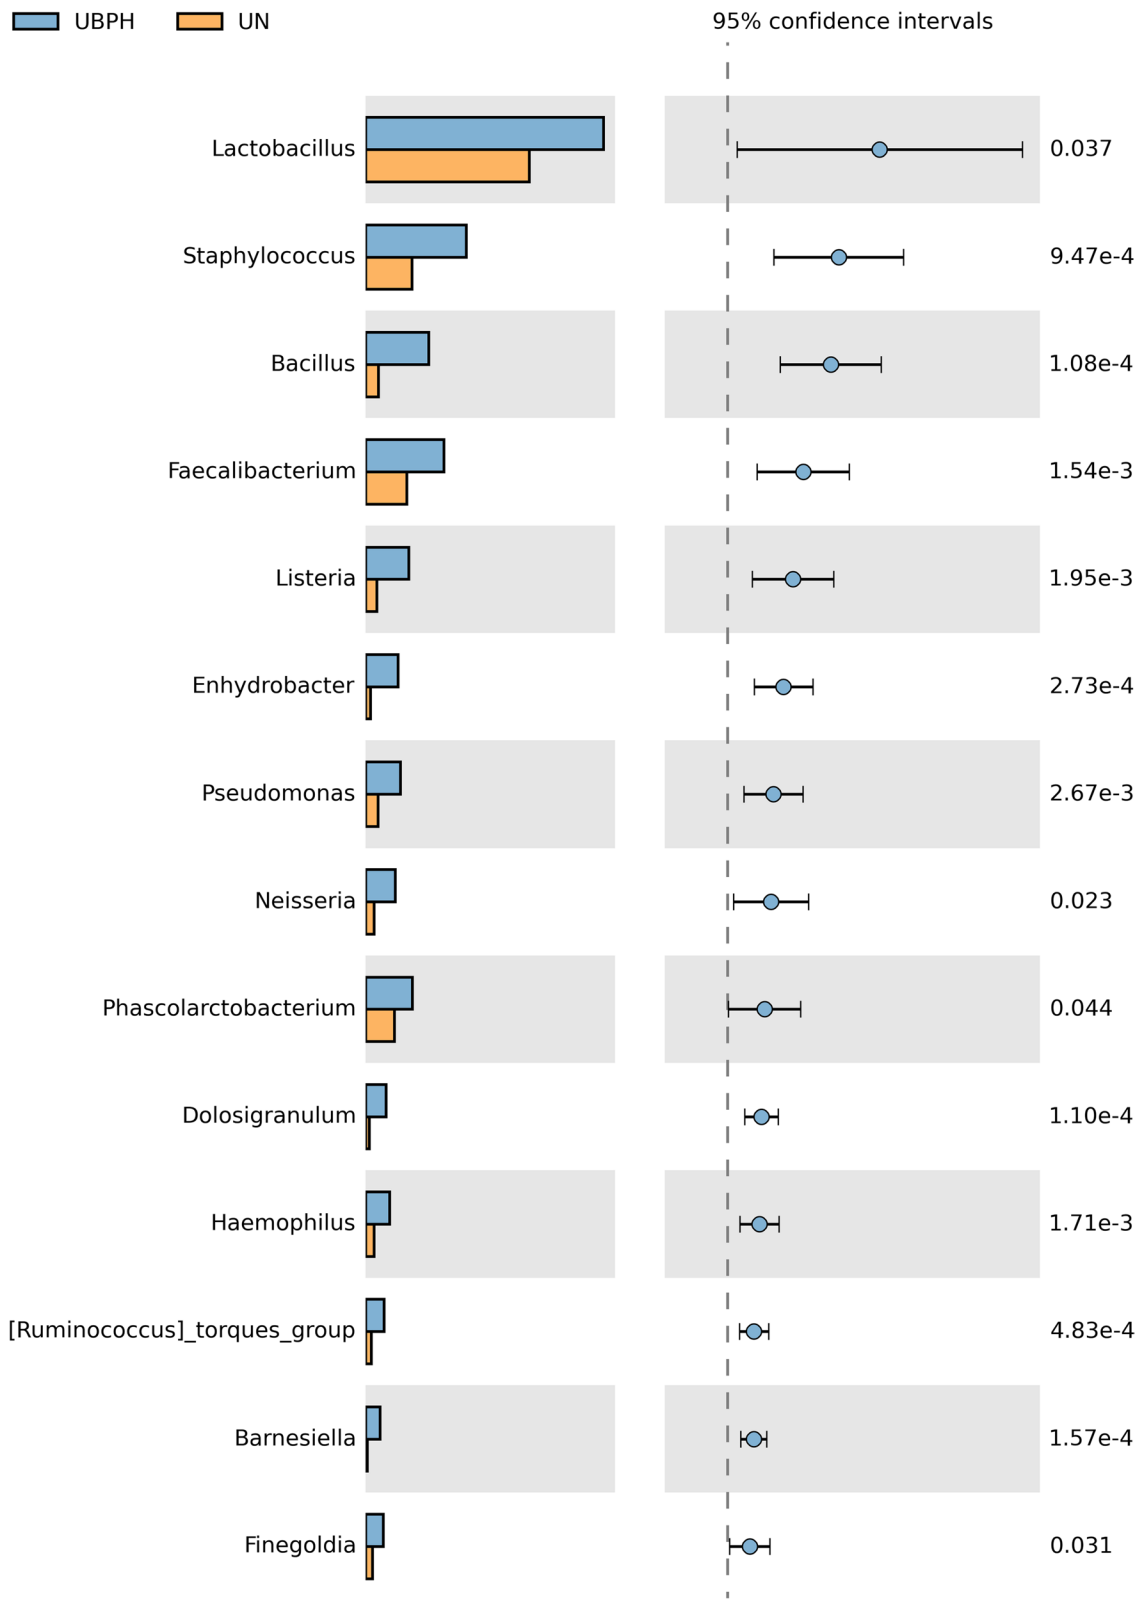 UBPH UN 95% confidence intervals
Lactobacillus 0.037
Staphylococcus 9.47e-4
Bacillus 1.08e-4
Faecalibacterium 1.54e-3
Listeria 1.95e-3
Enhydrobacter 2.73e-4
Pseudomonas 2.67e-3
Neisseria 0.023
Phascolarctobacterium 0.044
Dolosigranulum 1.10e-4
Haemophilus 1.71e-3
[Ruminococcus]_torques_group 4.83e-4
Barnesiella 1.57e-4
Finegoldia 0.031